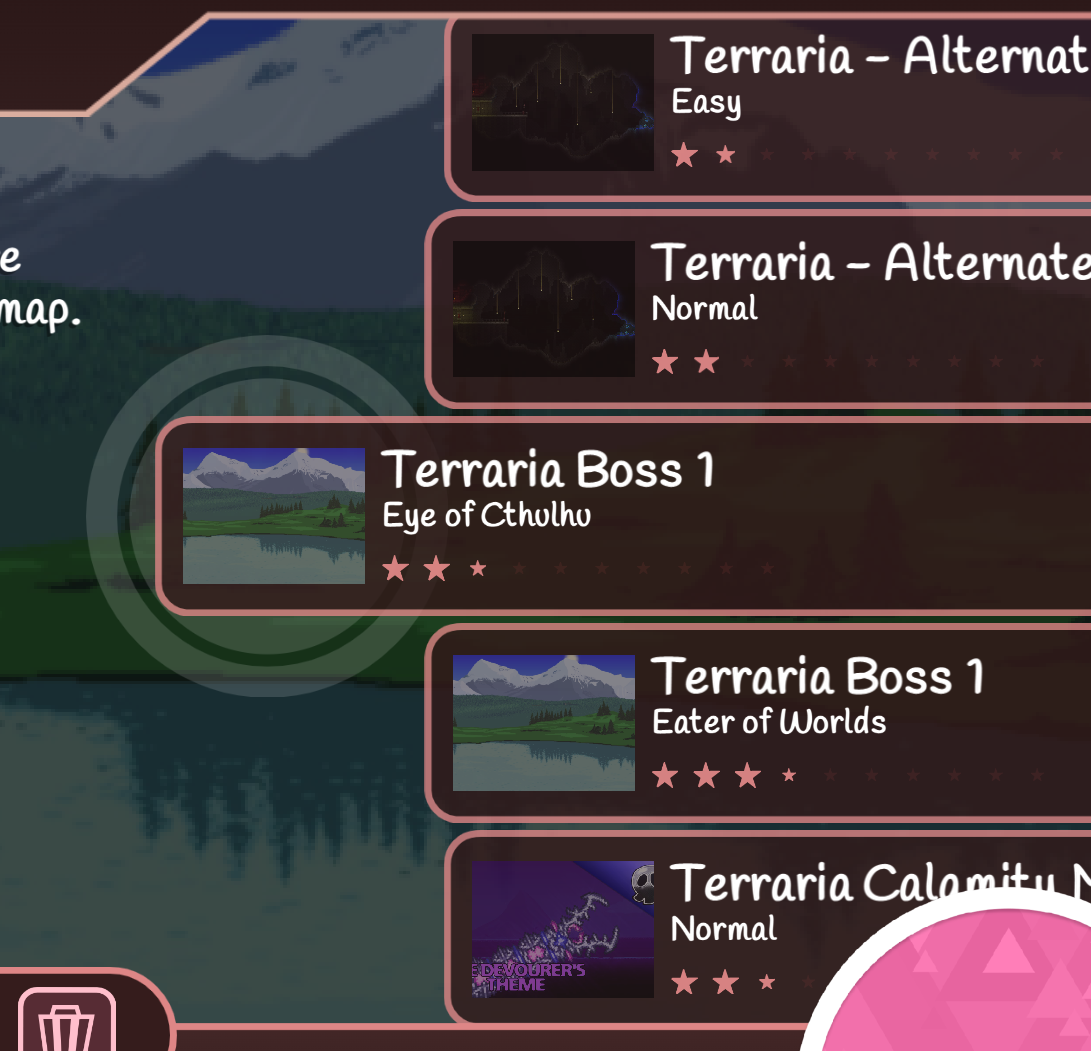 Terraria – Alternat
Easy
e
map.
Terraria – Alternate
Normal
Terraria Boss 1
Eye of Cthulhu
Terraria Boss 1
Eater of Worlds
Terraria Calamity
Normal
E DEVOURER'S
THEME